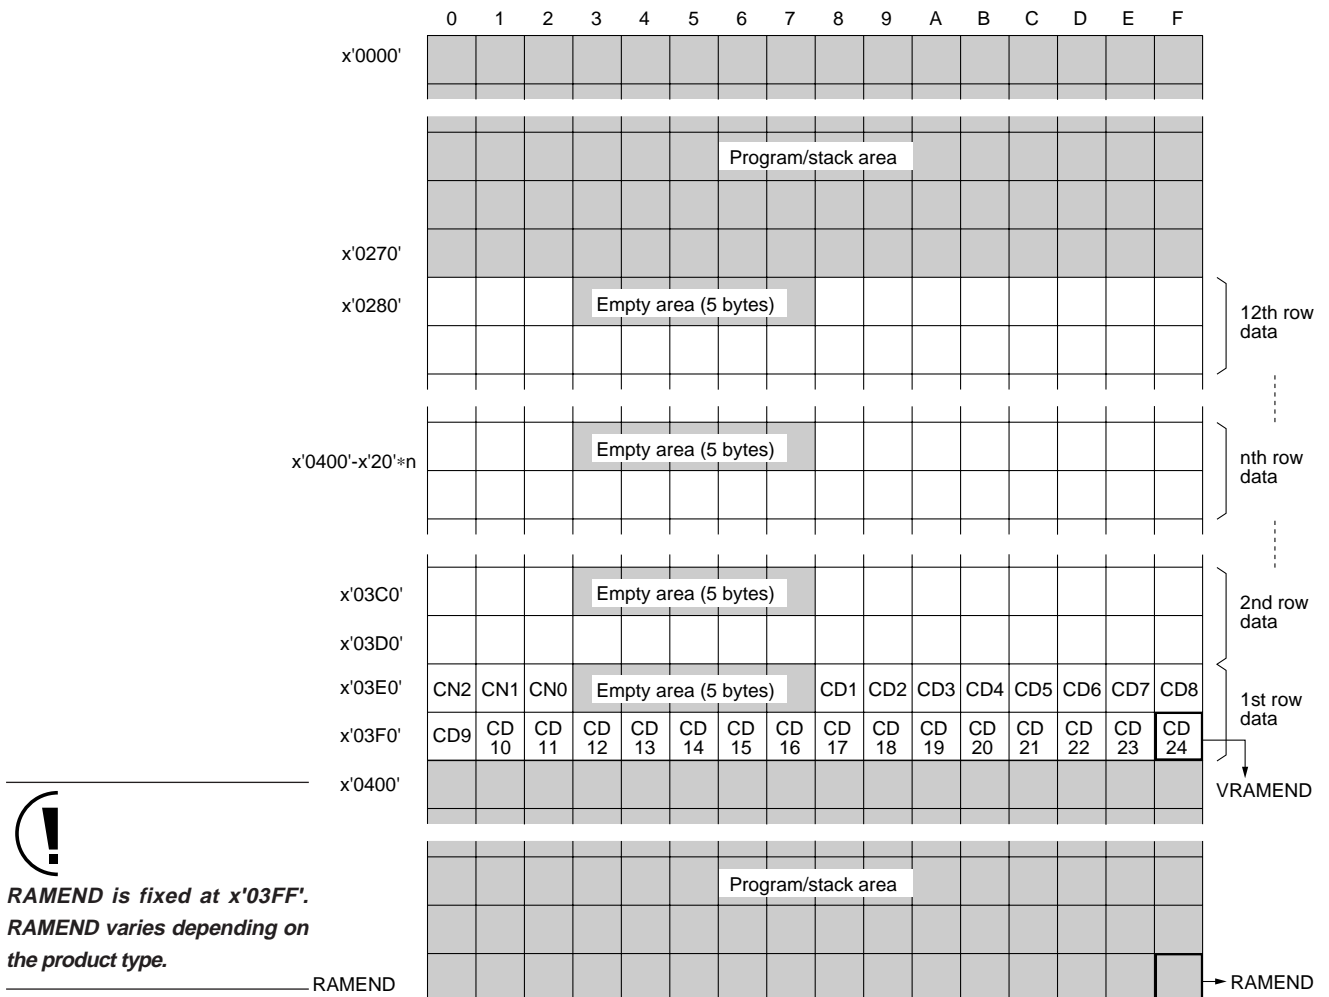 0 1 2 3 4 5 6 7 8 9 A B C D E F
x'0000'
Program/stack area
x'0270'
x'0280' Empty area (5 bytes)
12th row
data
x'0400'-x'20'*n Empty area (5 bytes)
nth row
data
x'03C0' Empty area (5 bytes)
2nd row
data
x'03D0'
x'03E0' CN2 CN1 CN0 Empty area (5 bytes) CD1 CD2 CD3 CD4 CD5 CD6 CD7 CD8
1st row
data
x'03F0' CD9 CD 10 CD 11 CD 12 CD 13 CD 14 CD 15 CD 16 CD 17 CD 18 CD 19 CD 20 CD 21 CD 22 CD 23 CD 24
x'0400'
VRAMEND
Program/stack area
!
RAMEND is fixed at x'03FF'.
RAMEND varies depending on
the product type.
RAMEND
RAMEND